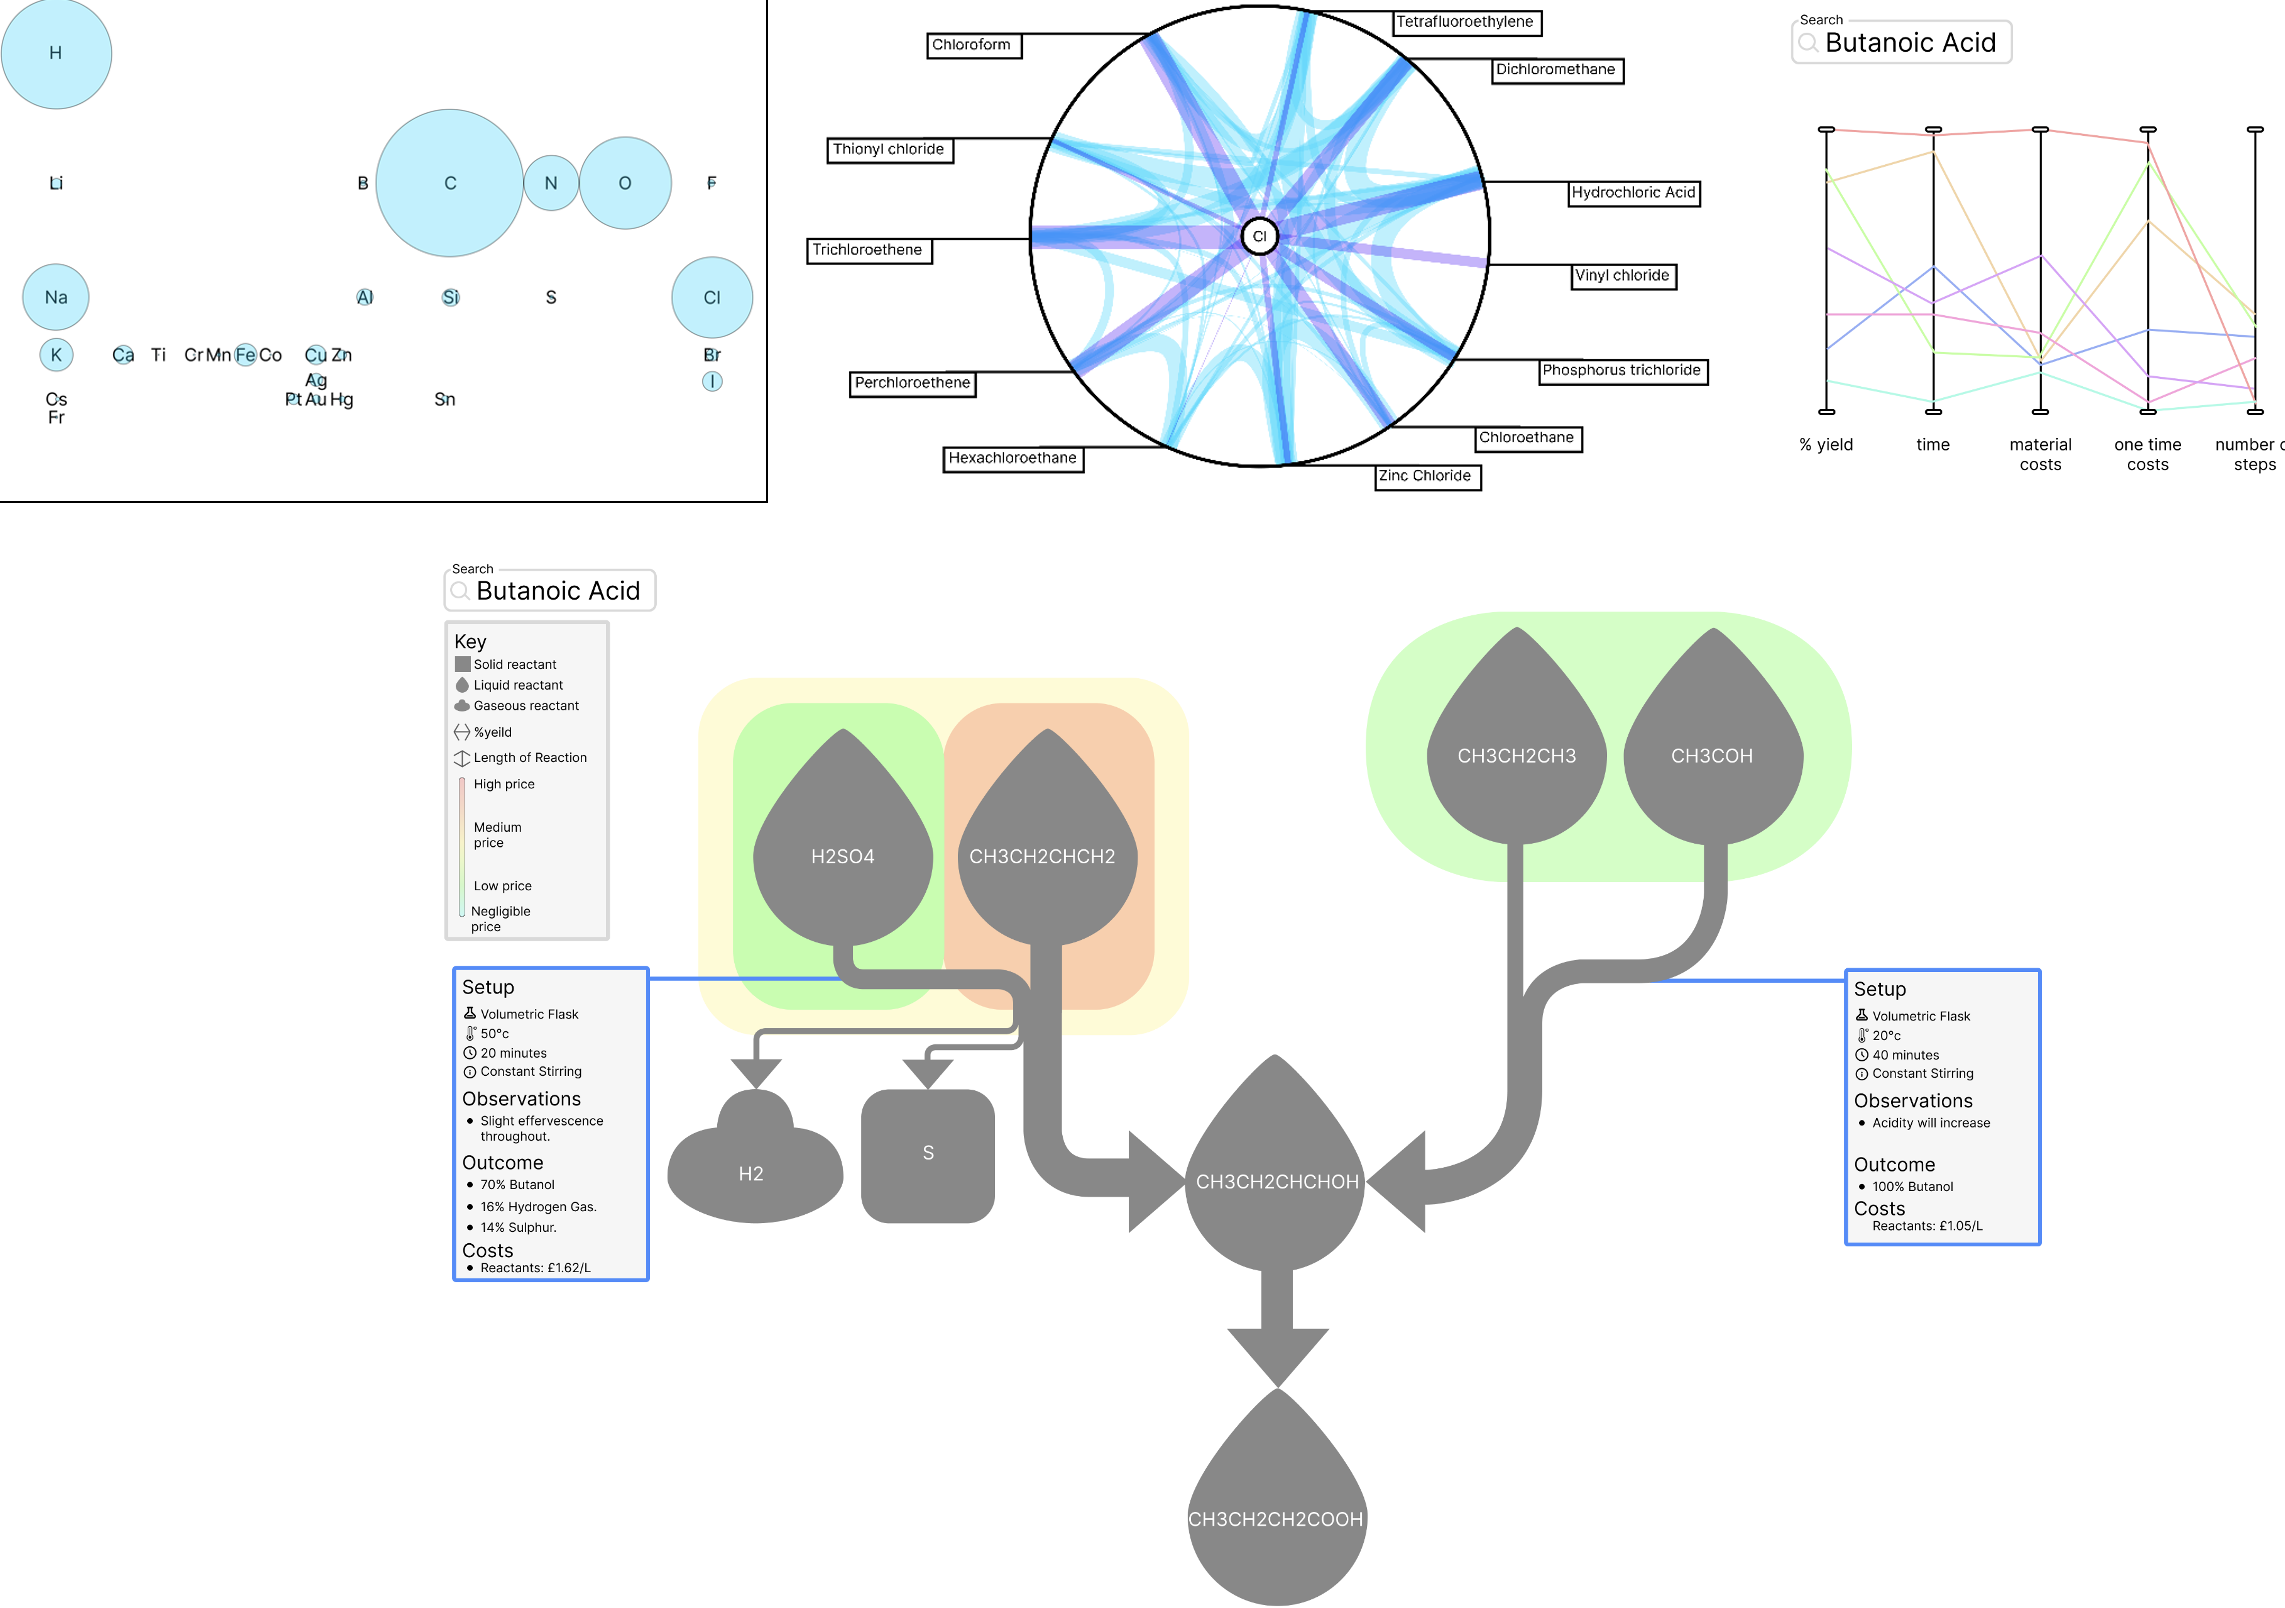 H
Li
B
C
N
O
F
Na
Al
Si
S
Cl
K
Ca
Ti
Cr
Mn
Fe
Co
Cu
Zn
Br
Ag
I
Cs
Pt
Au
Hg
Sn
Fr
Chloroform
Thionyl chloride
Trichloroethene
Perchloroethene
Hexachloroethane
Cl
Tetrafluoroethylene
Dichloromethane
Hydrochloric Acid
Vinyl chloride
Phosphorus trichloride
Chloroethane
Zinc Chloride
Search
Butanoic Acid
% yield
time
material
costs
one time
costs
number o
steps
Search
Butanoic Acid
Key
Solid reactant
Liquid reactant
Gaseous reactant
%yeild
Length of Reaction
High price
Medium
price
Low price
Negligible
price
H2SO4
CH3CH2CHCH2
CH3CH2CH3
CH3COH
Setup
Volumetric Flask
50°c
20 minutes
Constant Stirring
Observations
Slight effervescence
throughout.
Outcome
70% Butanol
16% Hydrogen Gas.
14% Sulphur.
Costs
Reactants: £1.62/L
H2
S
CH3CH2CHCHOH
Setup
Volumetric Flask
20°c
40 minutes
Constant Stirring
Observations
Acidity will increase
Outcome
100% Butanol
Costs
Reactants: £1.05/L
CH3CH2CH2COOH